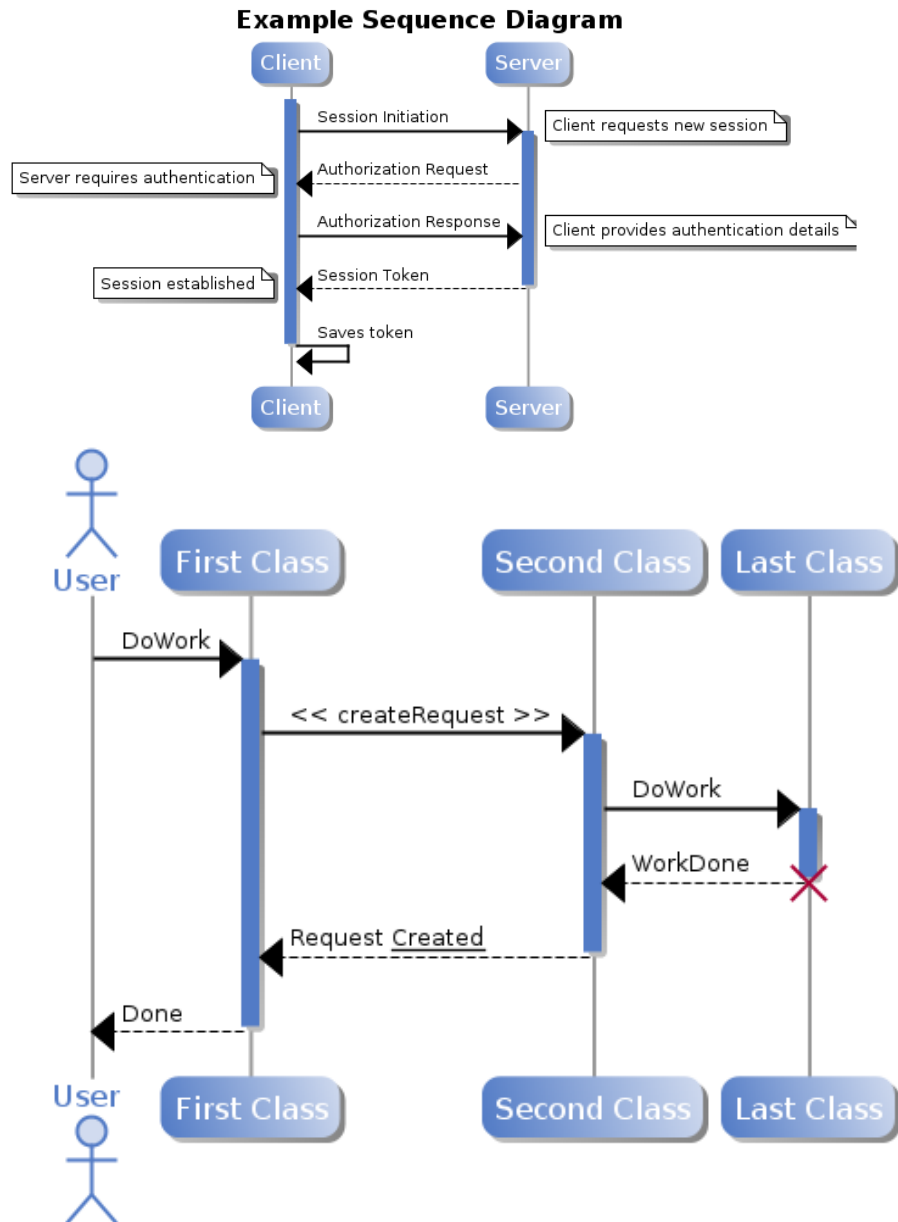 Example Sequence Diagram
Client
Server
Session Initiation
Client requests new session
Authorization Request
Server requires authentication
Authorization Response
Client provides authentication details
Session Token
Session established
Saves token
Client
Server
User
First Class
Second Class
Last Class
DoWork
<< createRequest >>
DoWork
WorkDone
Request Created
Done
User
First Class
Second Class
Last Class